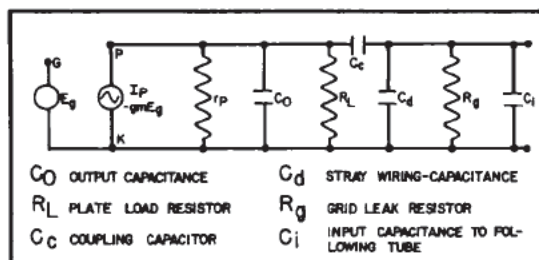 G
P
Eg
IP
-gmEg
rP
CO
RL
Cc
Cd
Rg
Ci
K
CO OUTPUT CAPACITANCE
RL PLATE LOAD RESISTOR
Cc COUPLING CAPACITOR
Cd STRAY WIRING-CAPACITANCE
Rg GRID LEAK RESISTOR
Ci INPUT CAPACITANCE TO FOL-
LOWING TUBE